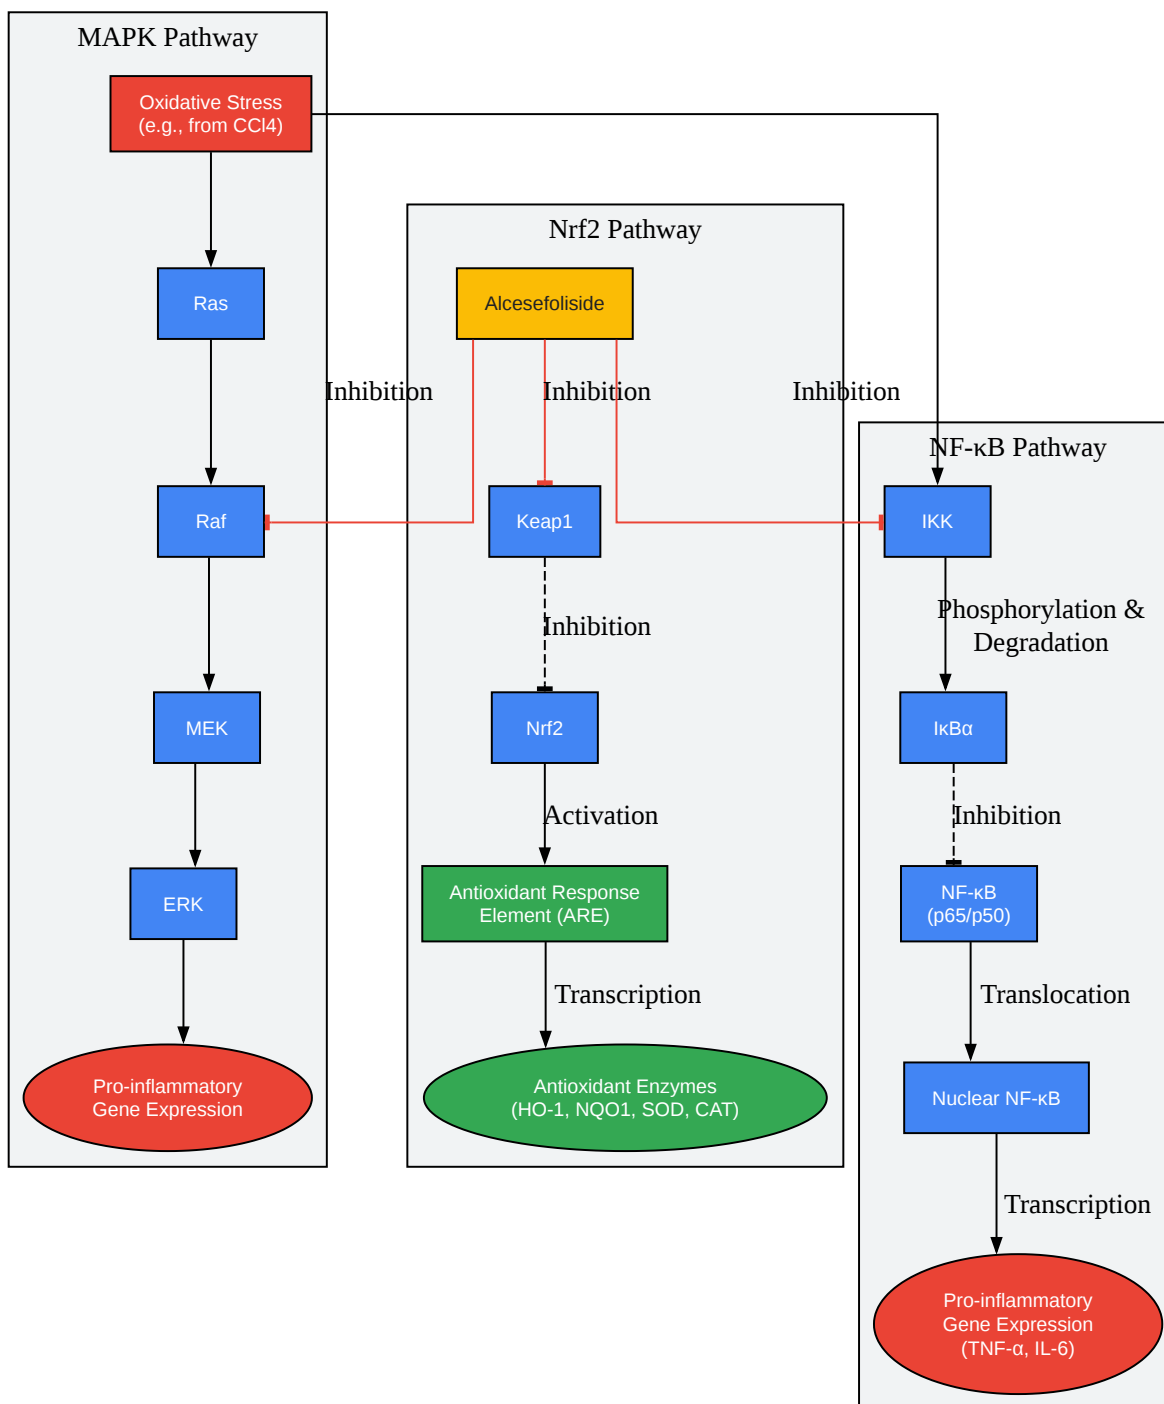 MAPK Pathway
Oxidative Stress
(e.g., from CCl4)
Nrf2 Pathway
Alcesefoliside
Ras
Inhibition
Inhibition
Inhibition
NF-κB Pathway
Raf
Keap1
IKK
Phosphorylation &
Degradation
Inhibition
MEK
Nrf2
IκBα
Activation
Inhibition
ERK
Antioxidant Response
Element (ARE)
NF-κB
(p65/p50)
Transcription
Translocation
Pro-inflammatory
Gene Expression
Antioxidant Enzymes
(HO-1, NQO1, SOD, CAT)
Nuclear NF-κB
Transcription
Pro-inflammatory
Gene Expression
(TNF-α, IL-6)